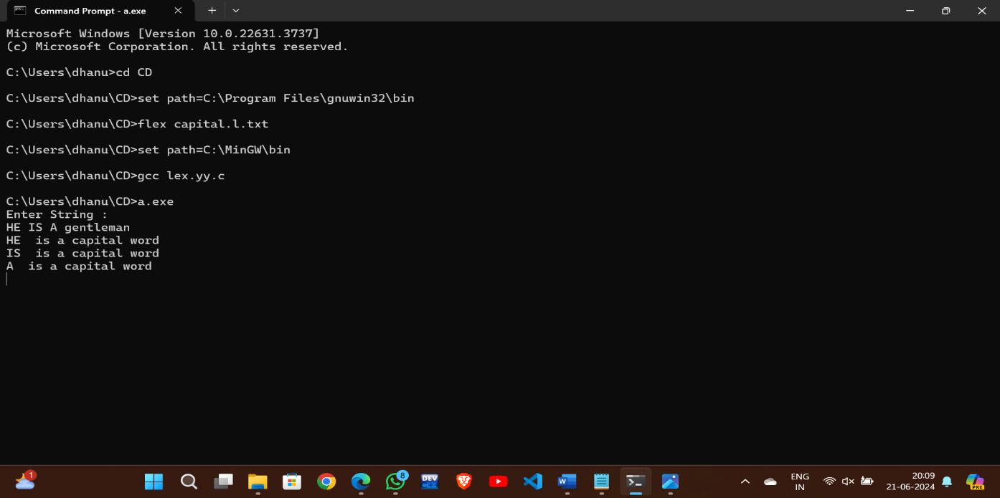 Command Prompt - a.exe
Microsoft Windows [Version 10.0.22631.3737]
(c) Microsoft Corporation. All rights reserved.
C:\Users\dhanu>cd CD
C:\Users\dhanu\CD>set path=C:\Program Files\gnuwin32\bin
C:\Users\dhanu\CD>flex capital.l.txt
C:\Users\dhanu\CD>set path=C:\MinGW\bin
C:\Users\dhanu\CD>gcc lex.yy.c
C:\Users\dhanu\CD>a.exe
Enter String :
HE IS A gentleman
HE  is a capital word
IS  is a capital word
A  is a capital word
1
8
DEV
C++
W
PRE
ENG
IN
20:09
21-06-2024